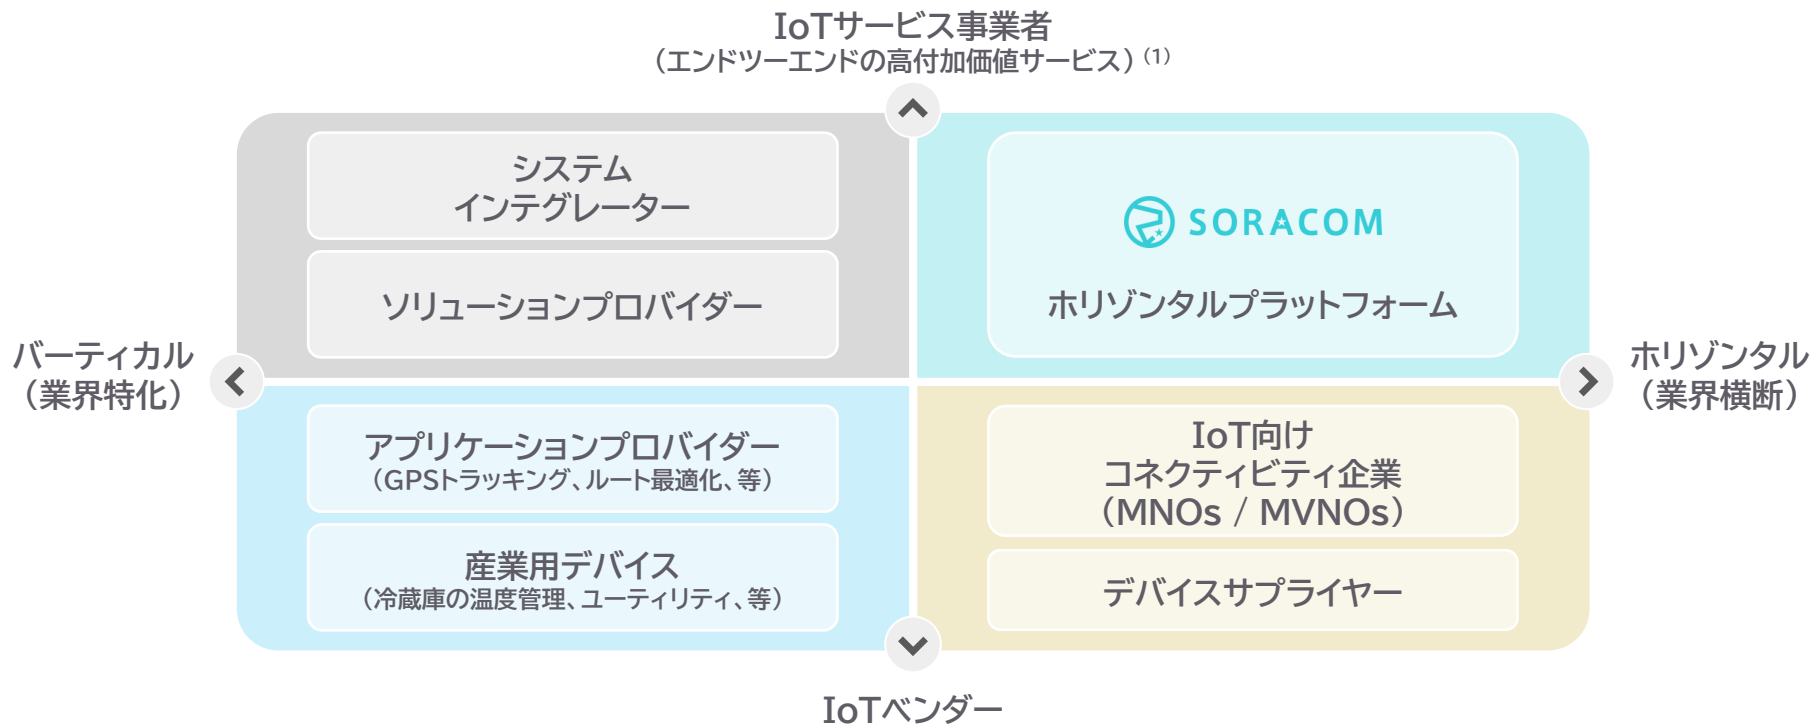 IoTサービス事業者
（エンドツーエンドの高付加価値サービス）(1)
システム
インテグレーター
ソリューションプロバイダー
SORACOM
ホリゾンタルプラットフォーム
バーティカル
（業界特化）
ホリゾンタル
（業界横断）
アプリケーションプロバイダー
（GPSトラッキング、ルート最適化、等）
産業用デバイス
（冷蔵庫の温度管理、ユーティリティ、等）
IoT向け
コネクティビティ企業
（MNOs / MVNOs）
デバイスサプライヤー
IoTベンダー